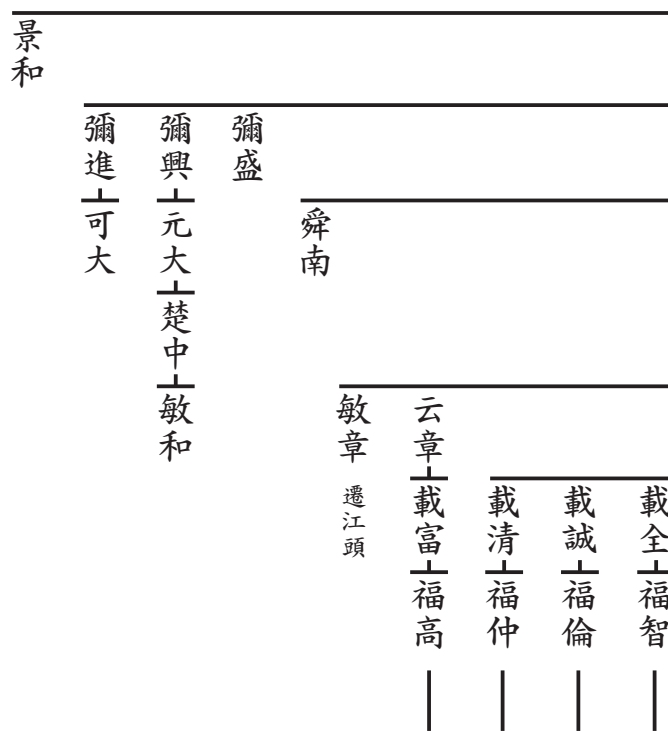 載全福智
載誠福倫
載清福仲
云章載富福高
敏章 遷江頭
舜南
彌盛
彌興元大楚中敏和
彌進可大
景和